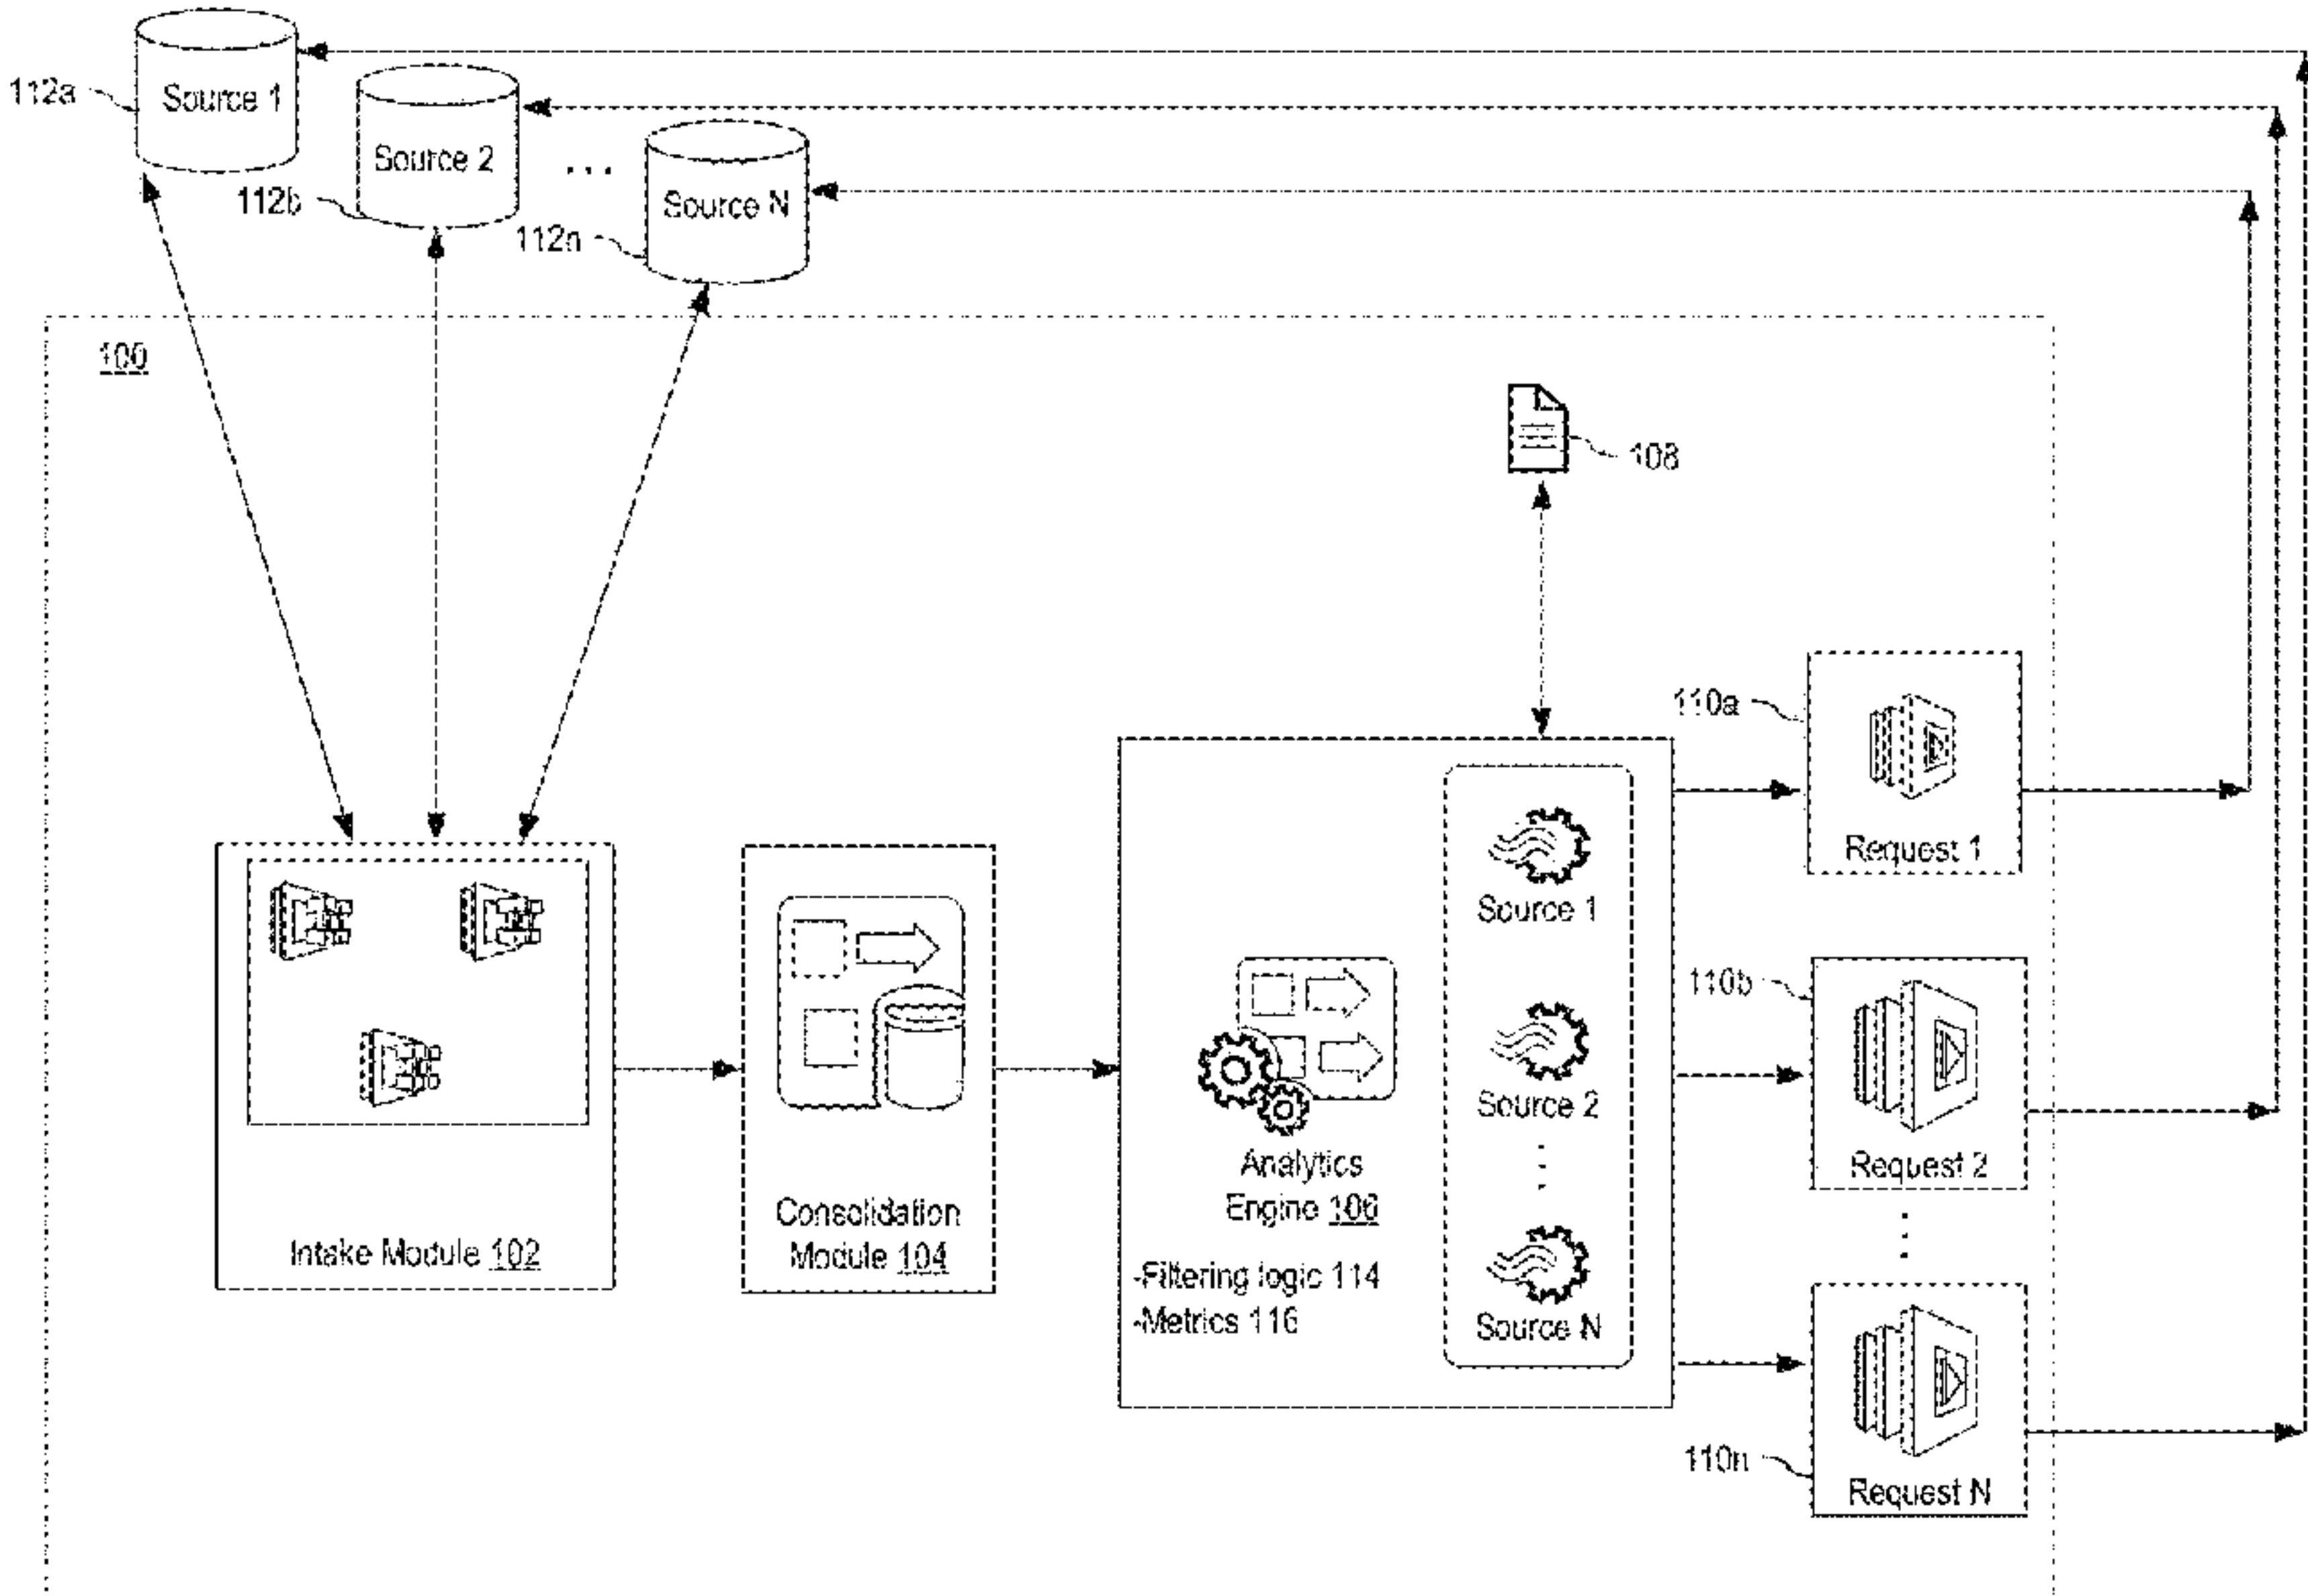 112a
Source 1
112b
Source 2
...
112n
Source N
100
108
110a
Request 1
Source 1
110b
Source 2
Request 2
Analytics
Engine 106
-Filtering logic 114
-Metrics 116
Source N
Consolidation
Module 104
Intake Module 102
110n
Request N